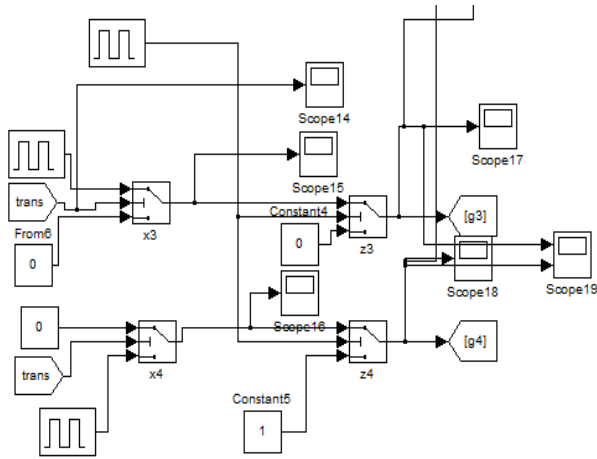 Scope14
Scope17
Scope15
trans
x3
Constant4
[g3]
From6
0
0
z3
Scope18
Scope19
0
Scope16
[g4]
trans
x4
z4
Constant5
1